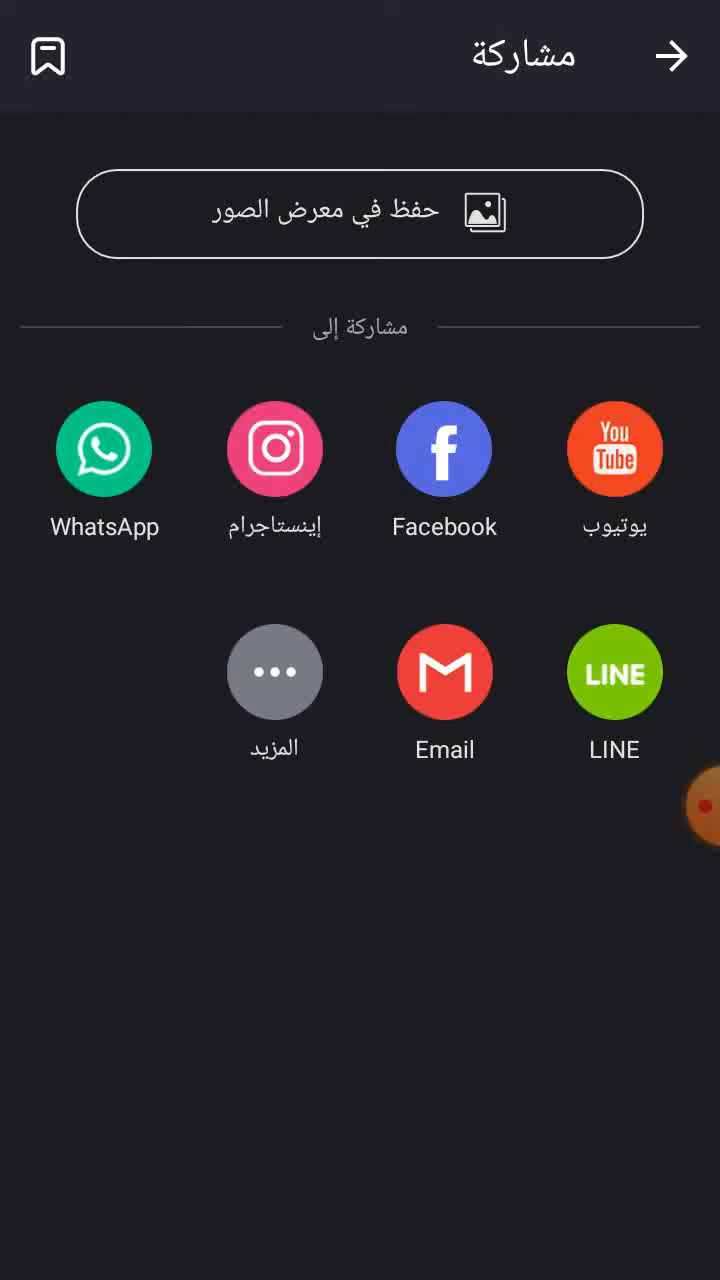 مشاركة
حفظ في معرض الصور
مشاركة إلى
You
Tube
يوتيوب
Facebook
إينستاجرام
WhatsApp
LINE
LINE
Email
المزيد